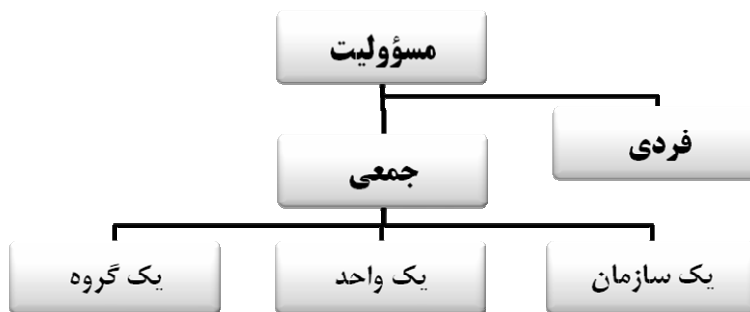 مسؤولیت
فردی
جمعی
یک سازمان
یک واحد
یک گروه